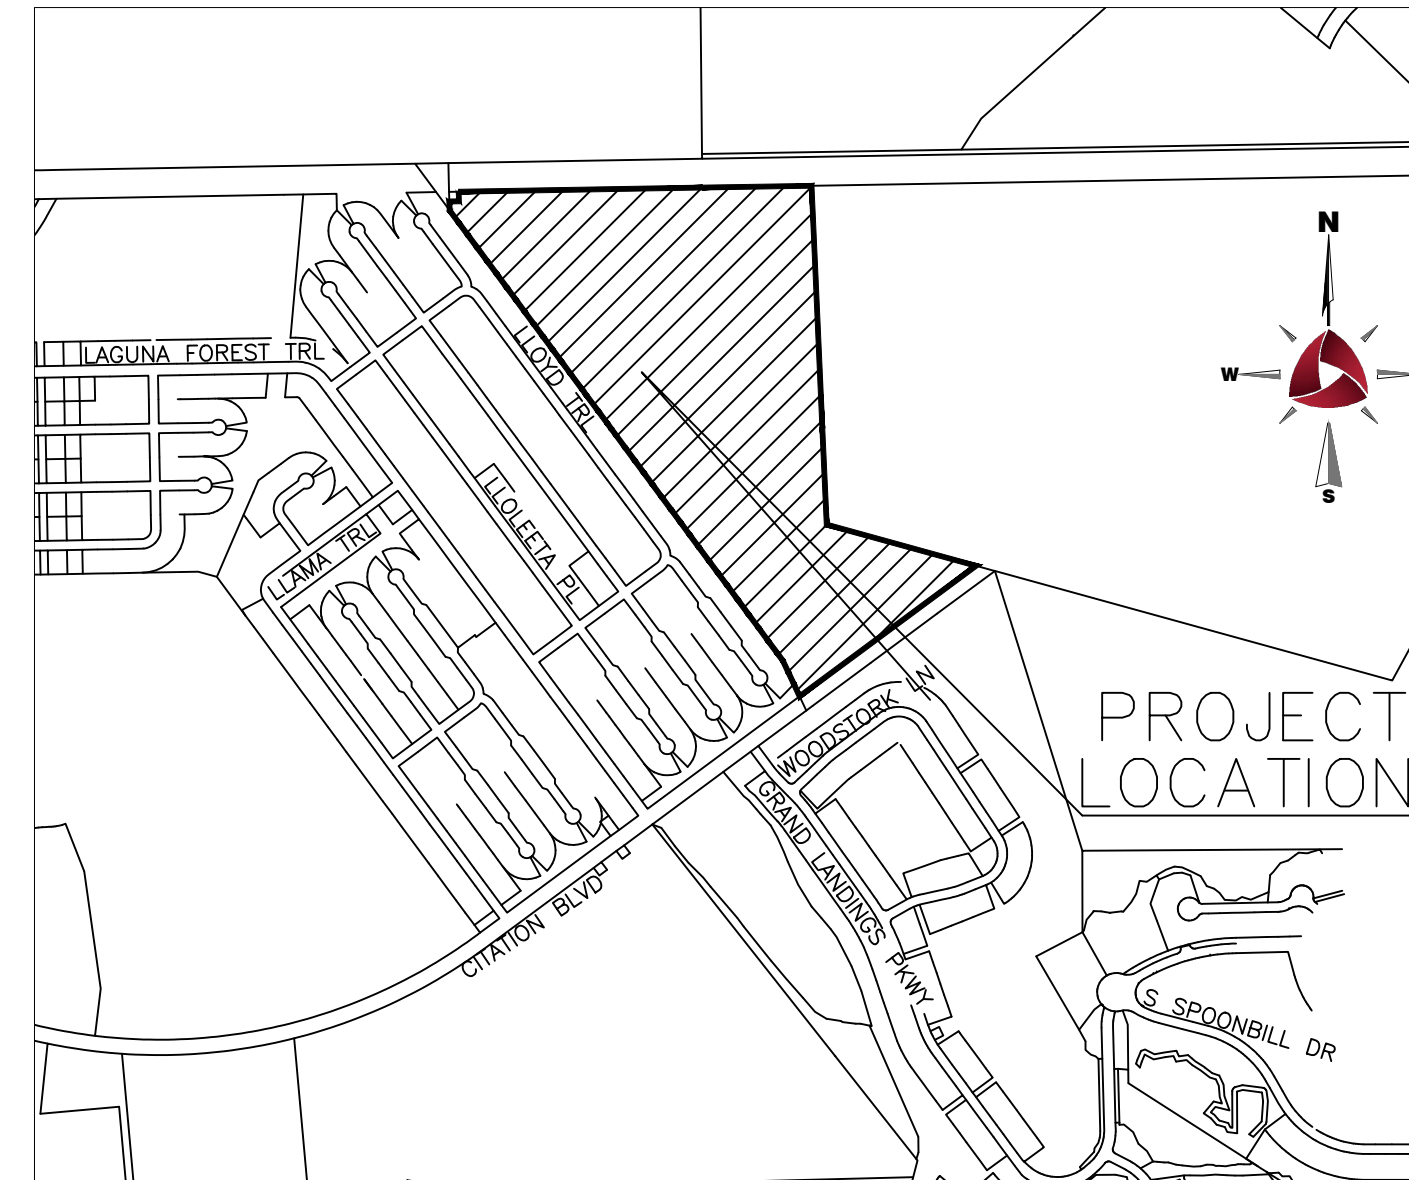 N
W
S
LAGUNA FOREST TRL
LLOYD TRL
LLOLEETA PL
LLAMA TRL
PROJECT
LOCATION
WOODSTORK LN
GRAND LANDINGS PKWY
CITATION BLVD
S SPOONBILL DR